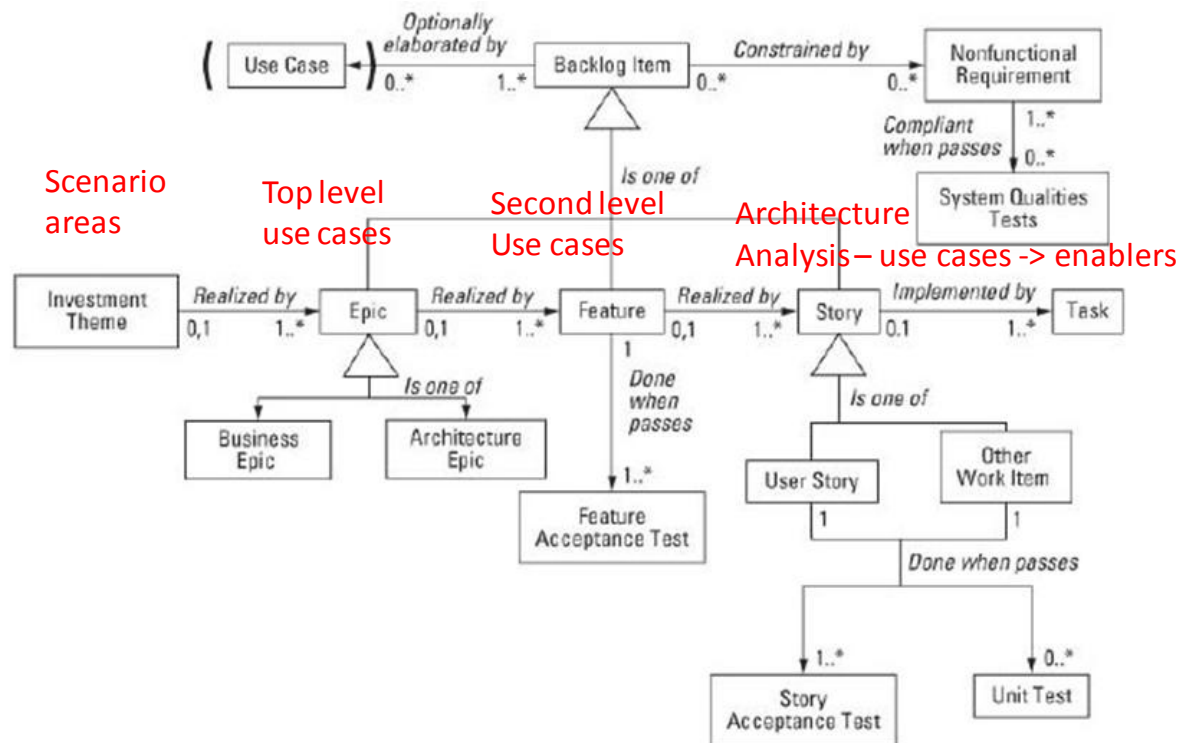 Optionally
elaborated by
( Use Case )
0..*
1..*
Backlog Item
Constrained by
0..*
0..*
Nonfunctional
Requirement
1..*
Compliant
when passes
0..*
System Qualities
Tests
Is one of
Scenario
areas
Top level
use cases
Second level
Use cases
Architecture
Analysis – use cases -> enablers
Investment
Theme
Realized by
0,1
1..*
Epic
Realized by
0,1
1..*
Feature
Realized by
0,1
1..*
Story
Implemented by
0.1
1..*
Task
Is one of
Business
Epic
Architecture
Epic
1
Done
when
passes
1..*
Feature
Acceptance Test
Is one of
User Story
Other
Work Item
1
1
Done when passes
1..*
0..*
Story
Acceptance Test
Unit Test